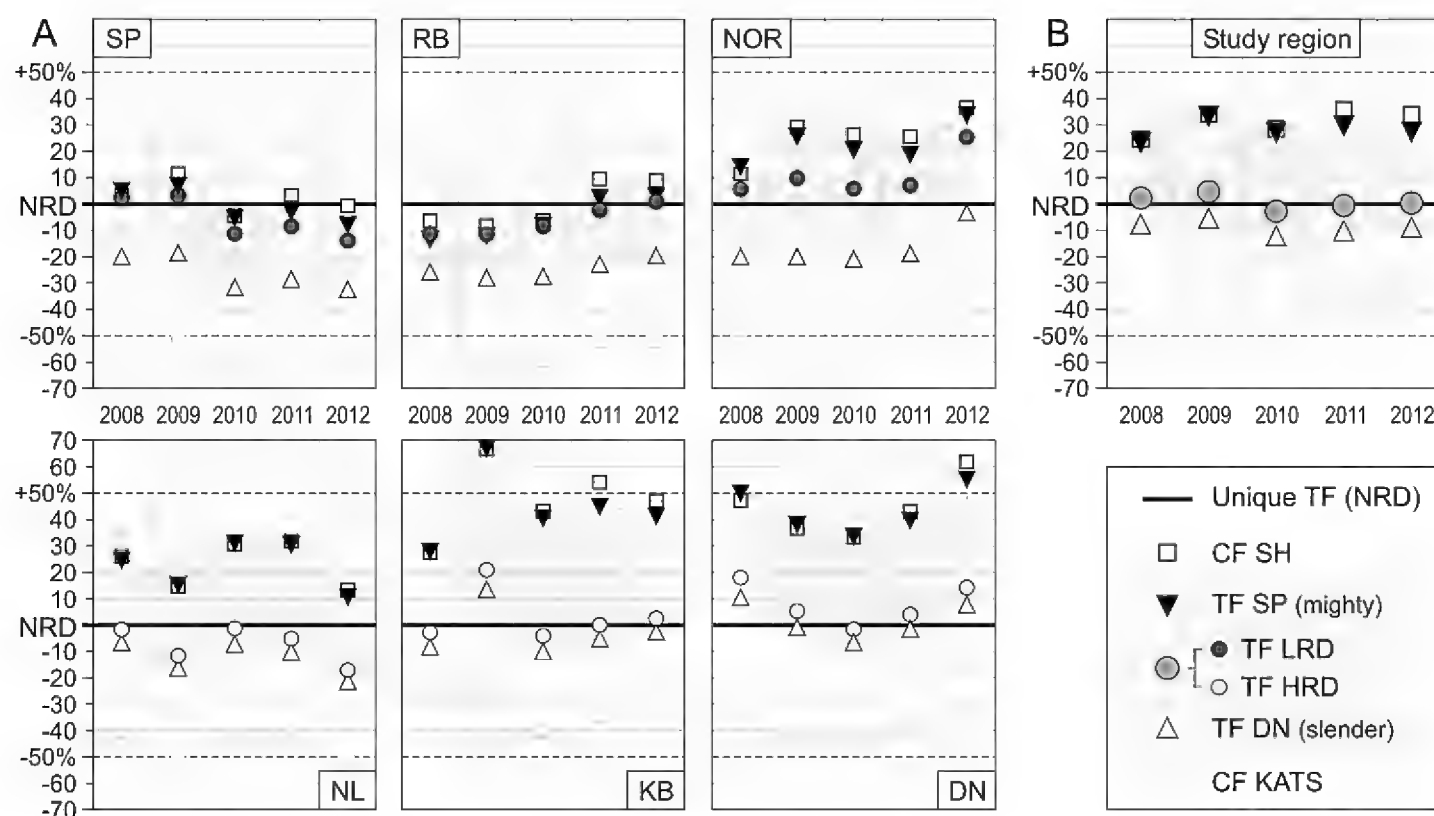 A
SP
RB
NOR
B
Study region
+50%
40
30
20
10
NRD
-10
-20
-30
-40
-50%
-60
-70
+50%
40
30
20
10
NRD
-10
-20
-30
-40
-50%
-60
-70
2008 2009 2010 2011 2012
2008 2009 2010 2011 2012
2008 2009 2010 2011 2012
2008 2009 2010 2011 2012
70
60
+50%
40
30
20
10
NRD
-10
-20
-30
-40
-50%
-60
-70
NL
KB
DN
Unique TF (NRD)
CF SH
TF SP (mighty)
TF LRD
TF HRD
TF DN (slender)
CF KATS